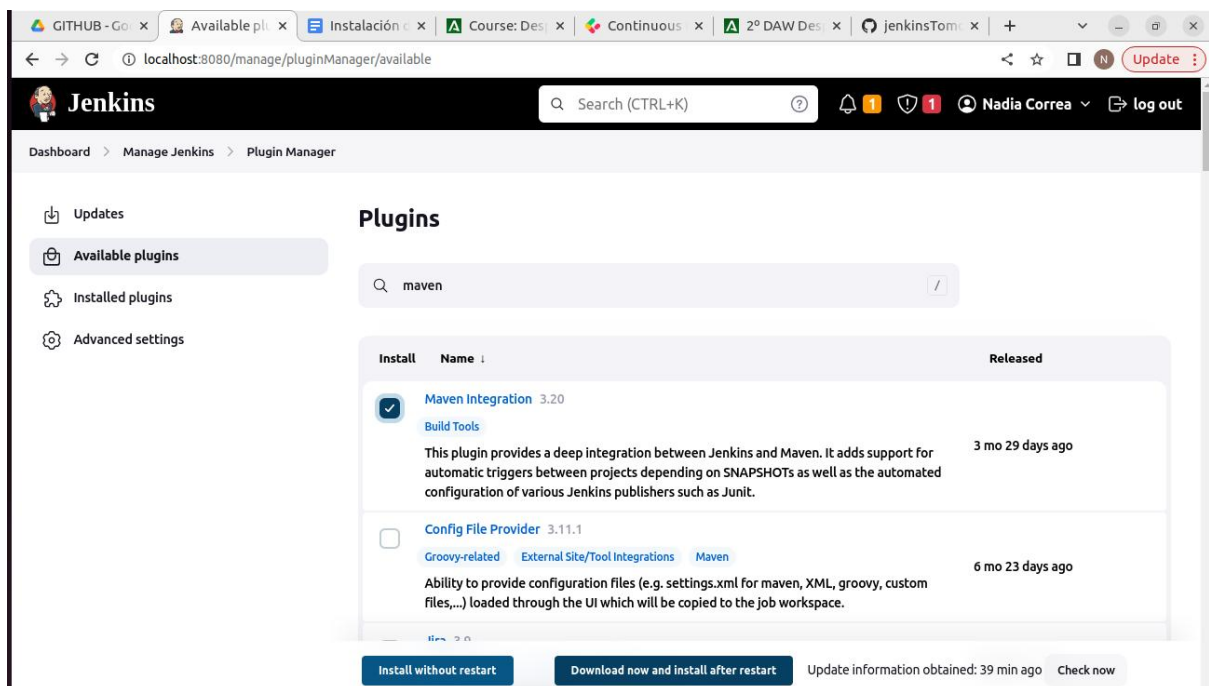 GITHUB - Go
Available pl
Instalación
Course: Des
Continuous
2º DAW Des
jenkinsTom
localhost:8080/manage/pluginManager/available
N
Update
Jenkins
Search (CTRL+K)
?
1
1
Nadia Correa
log out
Dashboard > Manage Jenkins > Plugin Manager
Updates
Available plugins
Installed plugins
Advanced settings
Plugins
maven
/
Install Name ↓ Released
Maven Integration 3.20
Build Tools
This plugin provides a deep integration between Jenkins and Maven. It adds support for
automatic triggers between projects depending on SNAPSHOTs as well as the automated
configuration of various Jenkins publishers such as Junit.
3 mo 29 days ago
Config File Provider 3.11.1
Groovy-related External Site/Tool Integrations Maven
Ability to provide configuration files (e.g. settings.xml for maven, XML, groovy, custom
files,...) loaded through the UI which will be copied to the job workspace.
6 mo 23 days ago
Jira 3.9
Install without restart
Download now and install after restart
Update information obtained: 39 min ago
Check now